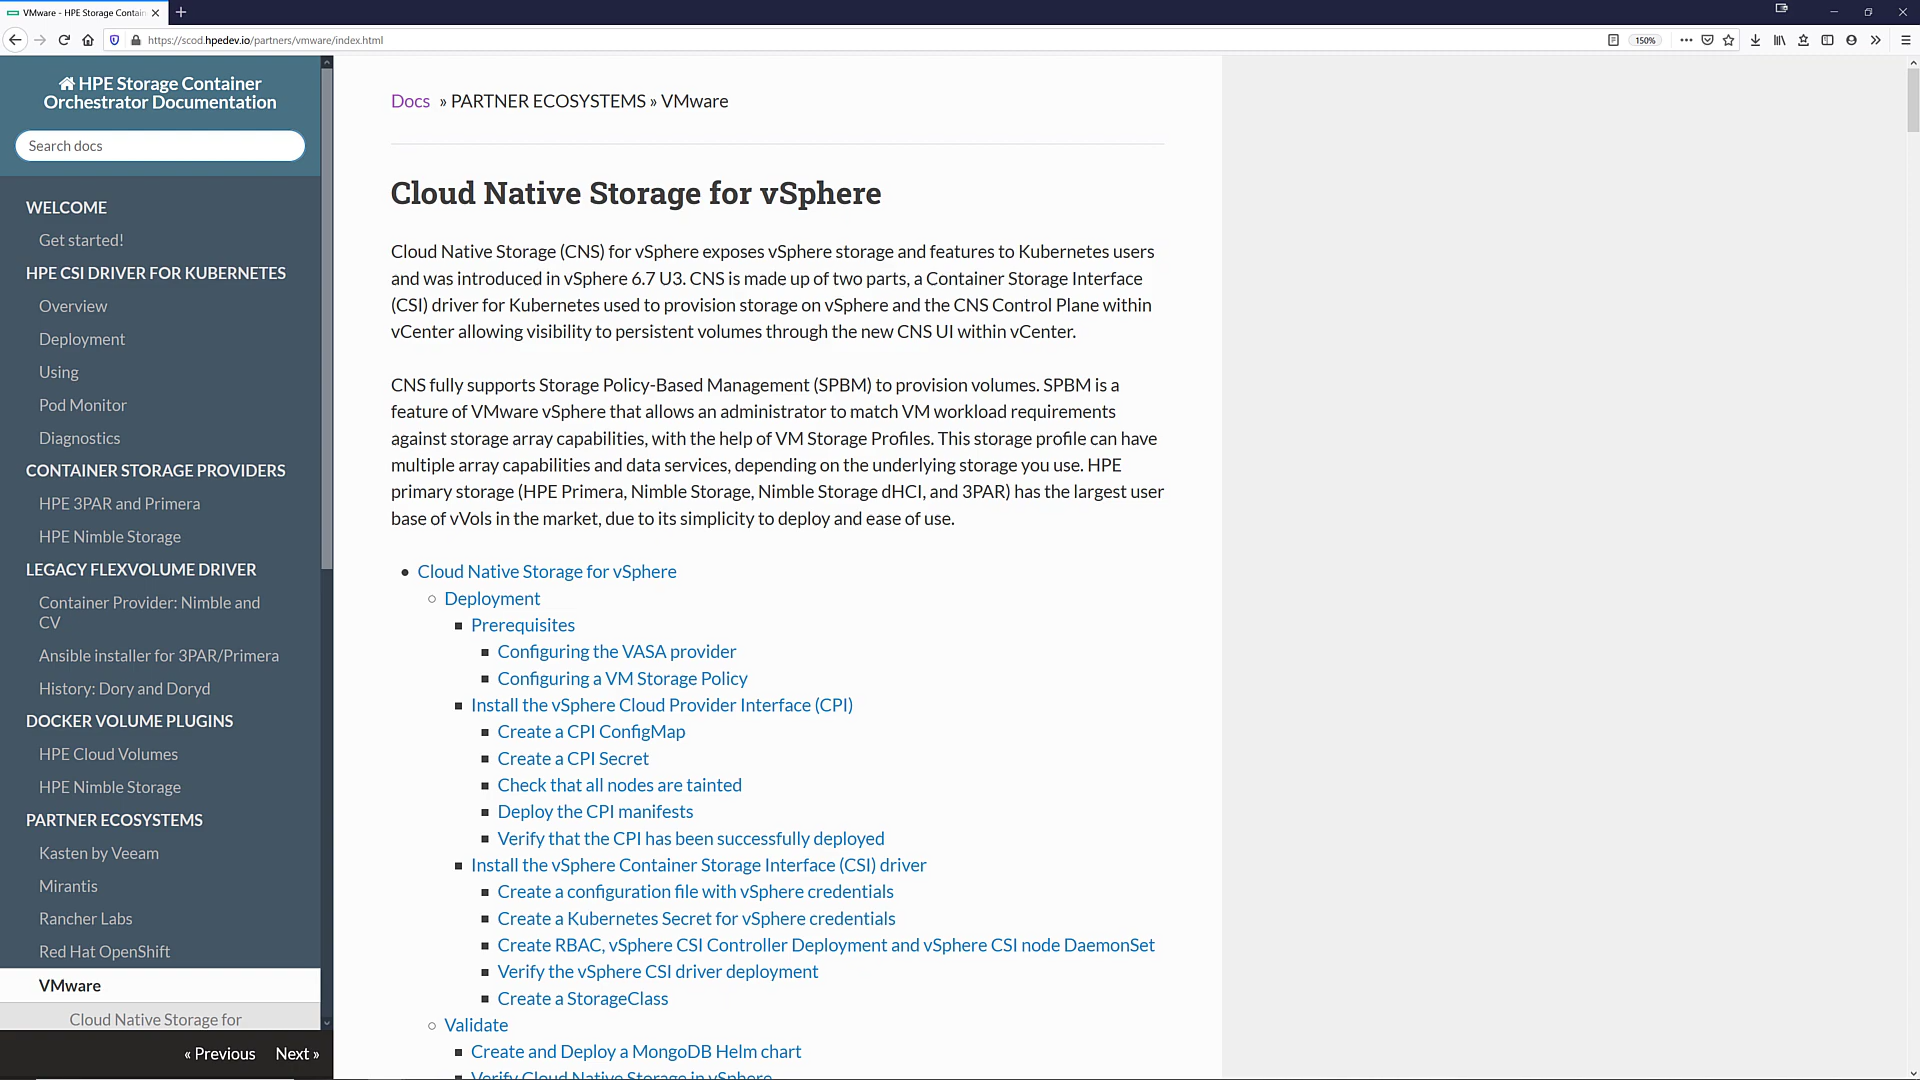 VMware - HPE Storage Contain
https://scod.hpedev.io/partners/vmware/index.html
150%
HPE Storage Container
Orchestrator Documentation
Search docs
WELCOME
Get started!
HPE CSI DRIVER FOR KUBERNETES
Overview
Deployment
Using
Pod Monitor
Diagnostics
CONTAINER STORAGE PROVIDERS
HPE 3PAR and Primera
HPE Nimble Storage
LEGACY FLEXVOLUME DRIVER
Container Provider: Nimble and
CV
Ansible installer for 3PAR/Primera
History: Dory and Doryd
DOCKER VOLUME PLUGINS
HPE Cloud Volumes
HPE Nimble Storage
PARTNER ECOSYSTEMS
Kasten by Veeam
Mirantis
Rancher Labs
Red Hat OpenShift
VMware
Cloud Native Storage for
« Previous Next »
Docs » PARTNER ECOSYSTEMS » VMware
Cloud Native Storage for vSphere
Cloud Native Storage (CNS) for vSphere exposes vSphere storage and features to Kubernetes users
and was introduced in vSphere 6.7 U3. CNS is made up of two parts, a Container Storage Interface
(CSI) driver for Kubernetes used to provision storage on vSphere and the CNS Control Plane within
vCenter allowing visibility to persistent volumes through the new CNS UI within vCenter.
CNS fully supports Storage Policy-Based Management (SPBM) to provision volumes. SPBM is a
feature of VMware vSphere that allows an administrator to match VM workload requirements
against storage array capabilities, with the help of VM Storage Profiles. This storage profile can have
multiple array capabilities and data services, depending on the underlying storage you use. HPE
primary storage (HPE Primera, Nimble Storage, Nimble Storage dHCI, and 3PAR) has the largest user
base of vVols in the market, due to its simplicity to deploy and ease of use.
Cloud Native Storage for vSphere
Deployment
Prerequisites
Configuring the VASA provider
Configuring a VM Storage Policy
Install the vSphere Cloud Provider Interface (CPI)
Create a CPI ConfigMap
Create a CPI Secret
Check that all nodes are tainted
Deploy the CPI manifests
Verify that the CPI has been successfully deployed
Install the vSphere Container Storage Interface (CSI) driver
Create a configuration file with vSphere credentials
Create a Kubernetes Secret for vSphere credentials
Create RBAC, vSphere CSI Controller Deployment and vSphere CSI node DaemonSet
Verify the vSphere CSI driver deployment
Create a StorageClass
Validate
Create and Deploy a MongoDB Helm chart
Verify Cloud Native Storage in vSphere